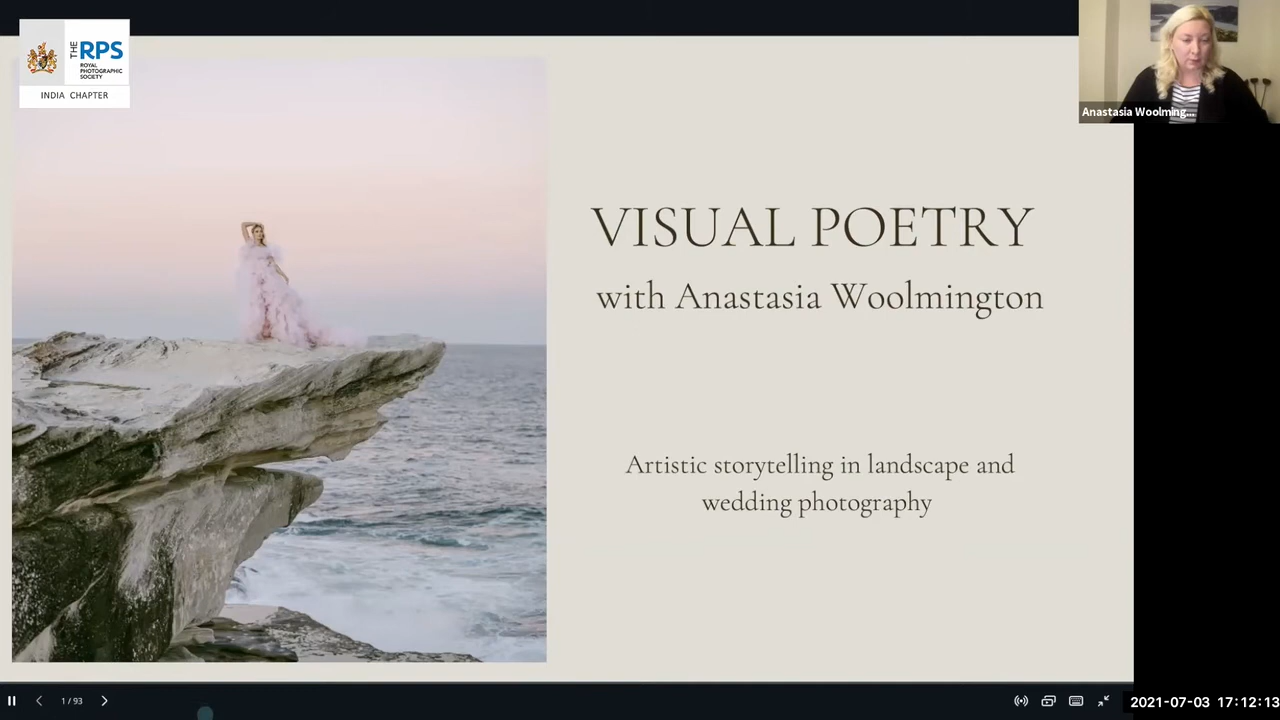 THE RPS
ROYAL
PHOTOGRAPHIC
SOCIETY
INDIA CHAPTER
Anastasia Woolming...
VISUAL POETRY
with Anastasia Woolmington
Artistic storytelling in landscape and
wedding photography
1 / 93
2021-07-03 17:12:13